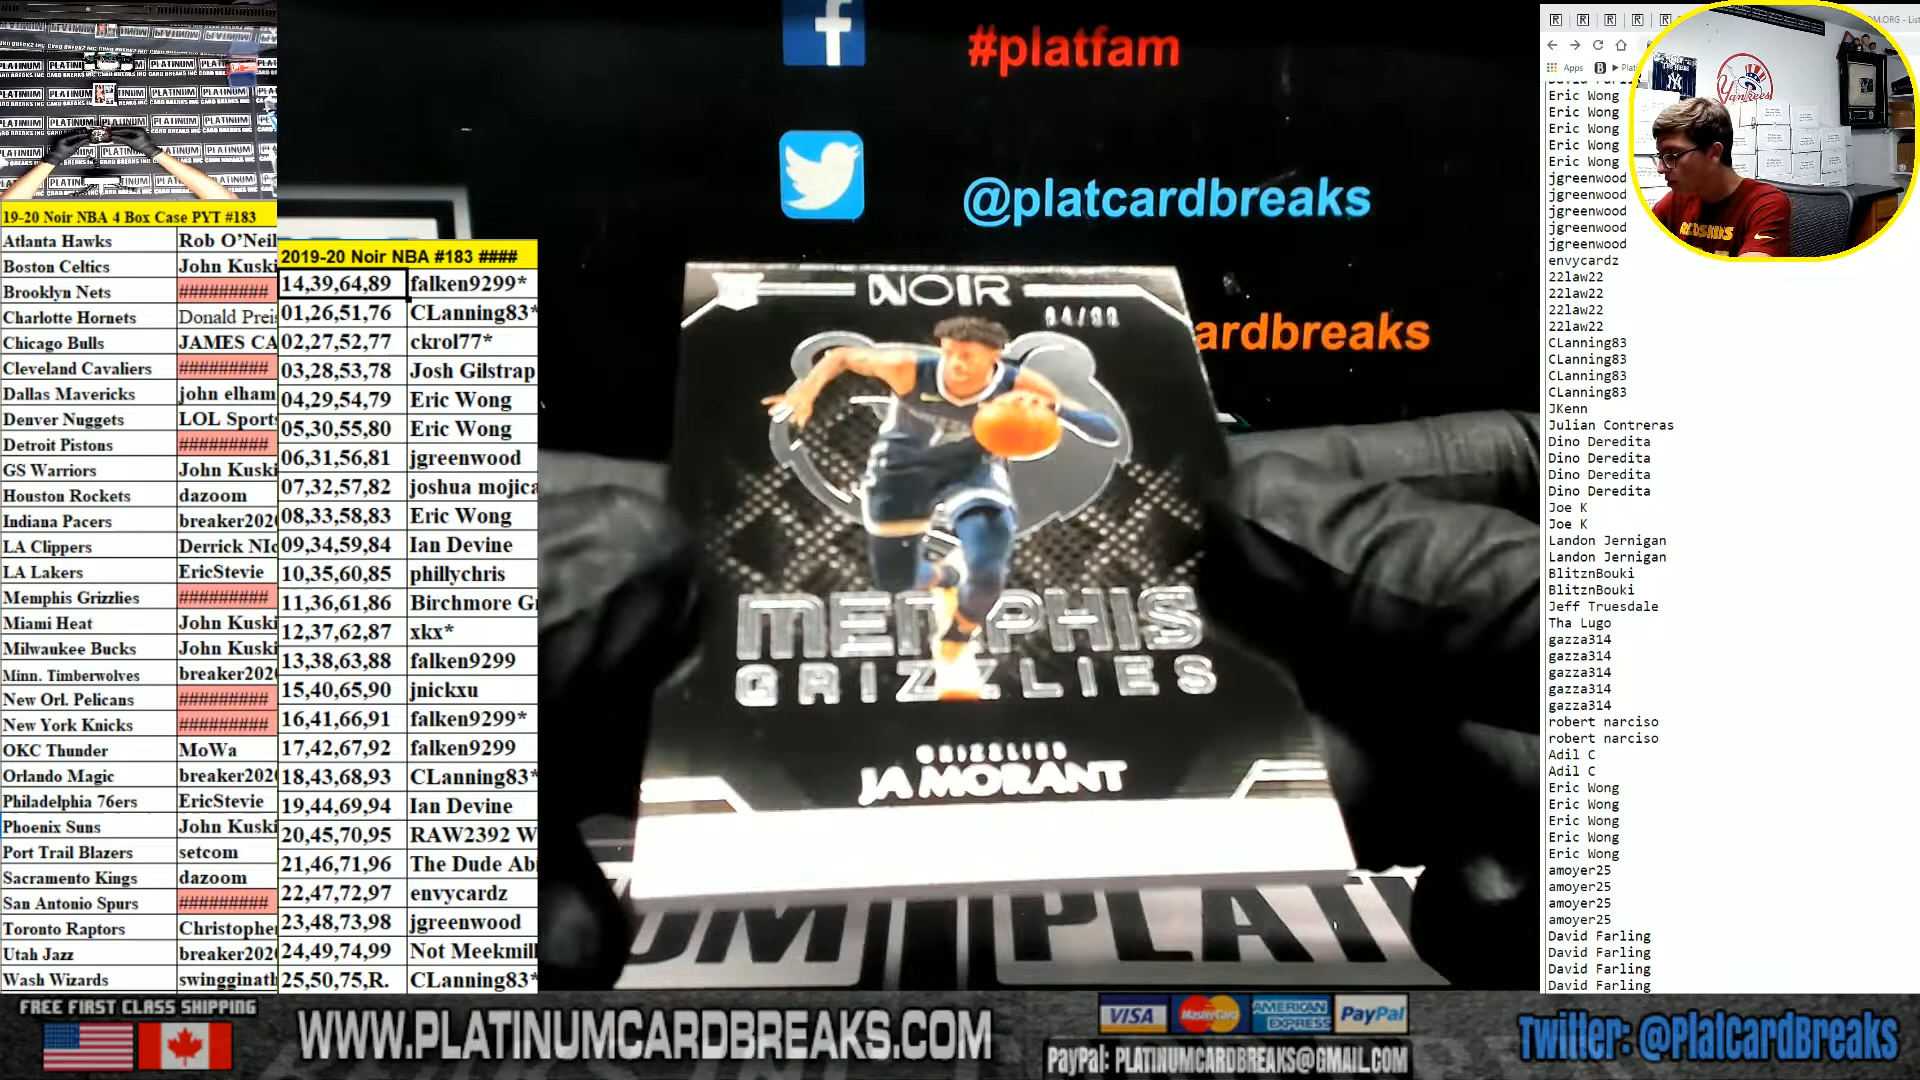 #platfam
@platcardbreaks
ardbreaks
19-20 Noir NBA 4 Box Case PYT #183
Atlanta Hawks Rob O'Neil
Boston Celtics John Kuski
Brooklyn Nets #########
Charlotte Hornets Donald Preis
Chicago Bulls JAMES CA
Cleveland Cavaliers #########
Dallas Mavericks john elham
Denver Nuggets LOL Sports
Detroit Pistons #########
GS Warriors John Kuski
Houston Rockets dazoom
Indiana Pacers breaker202
LA Clippers Derrick NIc
LA Lakers EricStevie
Memphis Grizzlies #########
Miami Heat John Kuski
Milwaukee Bucks John Kuski
Minn. Timberwolves breaker202
New Orl. Pelicans #########
New York Knicks #########
OKC Thunder MoWa
Orlando Magic breaker202
Philadelphia 76ers EricStevie
Phoenix Suns John Kuski
Port Trail Blazers setcom
Sacramento Kings dazoom
San Antonio Spurs #########
Toronto Raptors Christophe
Utah Jazz breaker202
Wash Wizards swingginath
2019-20 Noir NBA #183 ####
14,39,64,89 falken9299*
01,26,51,76 CLanning83*
02,27,52,77 ckrol77*
03,28,53,78 Josh Gilstrap
04,29,54,79 Eric Wong
05,30,55,80 Eric Wong
06,31,56,81 jgreenwood
07,32,57,82 joshua mojica
08,33,58,83 Eric Wong
09,34,59,84 Ian Devine
10,35,60,85 phillychris
11,36,61,86 Birchmore Gr
12,37,62,87 xkx*
13,38,63,88 falken9299
15,40,65,90 jnickxu
16,41,66,91 falken9299*
17,42,67,92 falken9299
18,43,68,93 CLanning83*
19,44,69,94 Ian Devine
20,45,70,95 RAW2392 W
21,46,71,96 The Dude Abi
22,47,72,97 envycardz
23,48,73,98 jgreenwood
24,49,74,99 Not Meekmill
25,50,75,R. CLanning83*
NOIR
MEMPHIS
GRIZZLIES
GRIZZLIES
JA MORANT
Apps
Yankees
REDSKINS
Eric Wong
Eric Wong
Eric Wong
Eric Wong
Eric Wong
jgreenwood
jgreenwood
jgreenwood
jgreenwood
jgreenwood
envycardz
22law22
22law22
22law22
22law22
CLanning83
CLanning83
CLanning83
CLanning83
JKenn
Julian Contreras
Dino Deredita
Dino Deredita
Dino Deredita
Dino Deredita
Joe K
Joe K
Landon Jernigan
Landon Jernigan
BlitznBouki
BlitznBouki
Jeff Truesdale
Tha Lugo
gazza314
gazza314
gazza314
gazza314
gazza314
robert narciso
robert narciso
Adil C
Adil C
Eric Wong
Eric Wong
Eric Wong
Eric Wong
Eric Wong
amoyer25
amoyer25
amoyer25
amoyer25
David Farling
David Farling
David Farling
David Farling
FREE FIRST CLASS SHIPPING
WWW.PLATINUMCARDBREAKS.COM
VISA MasterCard AMERICAN EXPRESS PayPal
PayPal: PLATINUMCARDBREAKS@GMAIL.COM
Twitter: @PlatCardBreaks